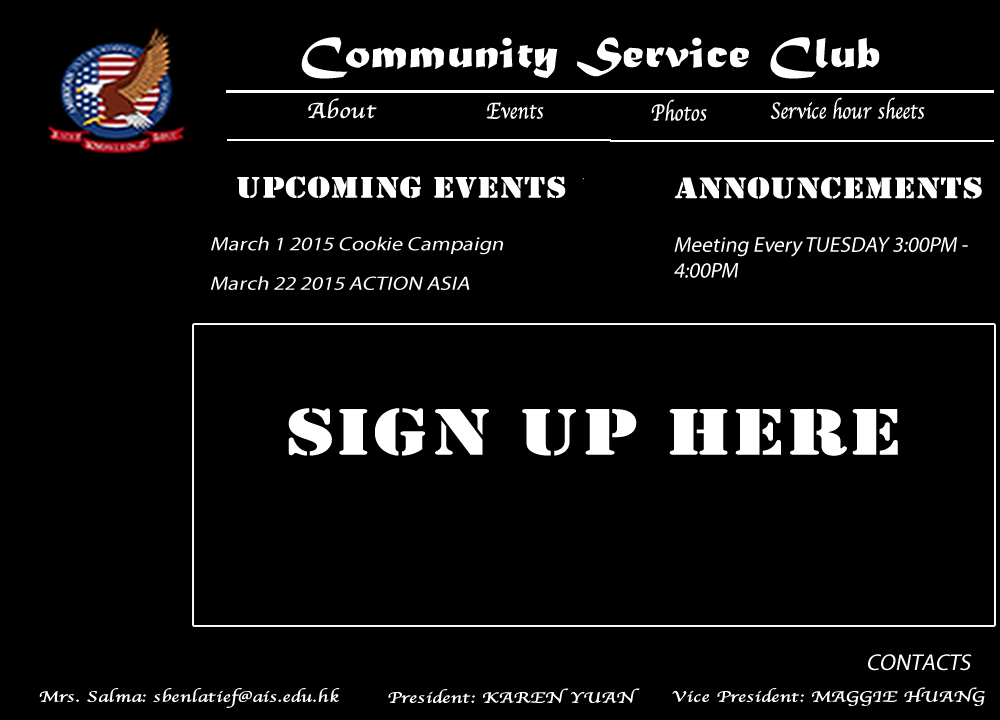 Community Service Club
About Events Photos Service hour sheets
UPCOMING EVENTS
March 1 2015 Cookie Campaign
March 22 2015 ACTION ASIA
ANNOUNCEMENTS
Meeting Every TUESDAY 3:00PM -
4:00PM
SIGN UP HERE
CONTACTS
Mrs. Salma: sbenlatief@ais.edu.hk President: KAREN YUAN Vice President: MAGGIE HUANG